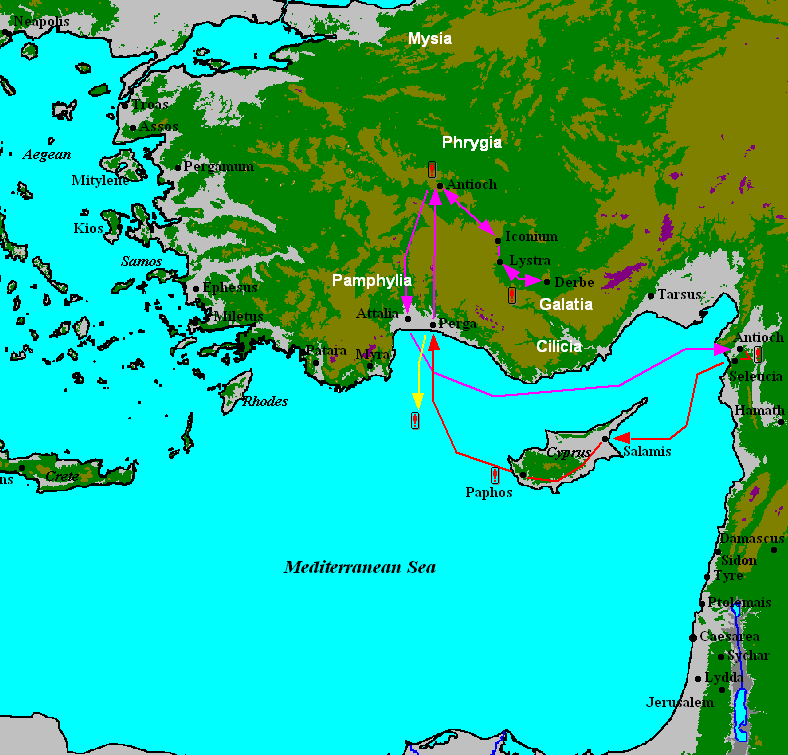 Neapolis
Mysia
Troas
Assos
Phrygia
Aegean
Pergamum
Mitylene
Antioch
Kios
Iconium
Samos
Lystra
Pamphylia
Derbe
Ephesus
Tarsus
Galatia
Attalia
Miletus
Perga
Antioch
Cilicia
Patara
Myra
Seleucia
Rhodes
Hamath
Cyprus
Salamis
Crete
ns
Paphos
Damascus
Sidon
Mediterranean Sea
Tyre
Ptolemais
Caesarea
Sychar
Lydda
Jerusalem